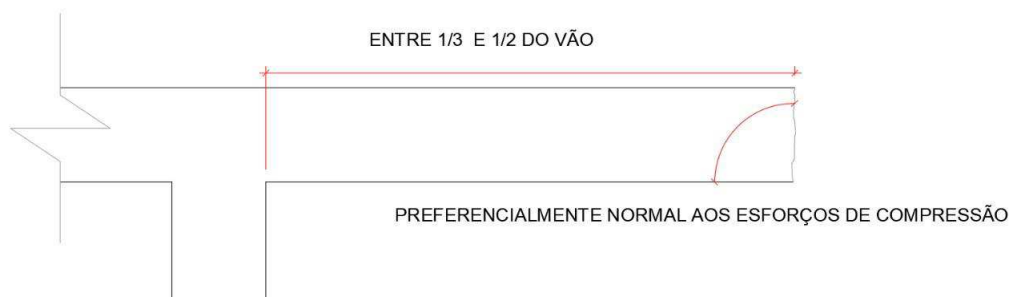 ENTRE 1/3 E 1/2 DO VÃO
PREFERENCIALMENTE NORMAL AOS ESFORÇOS DE COMPRESSÃO